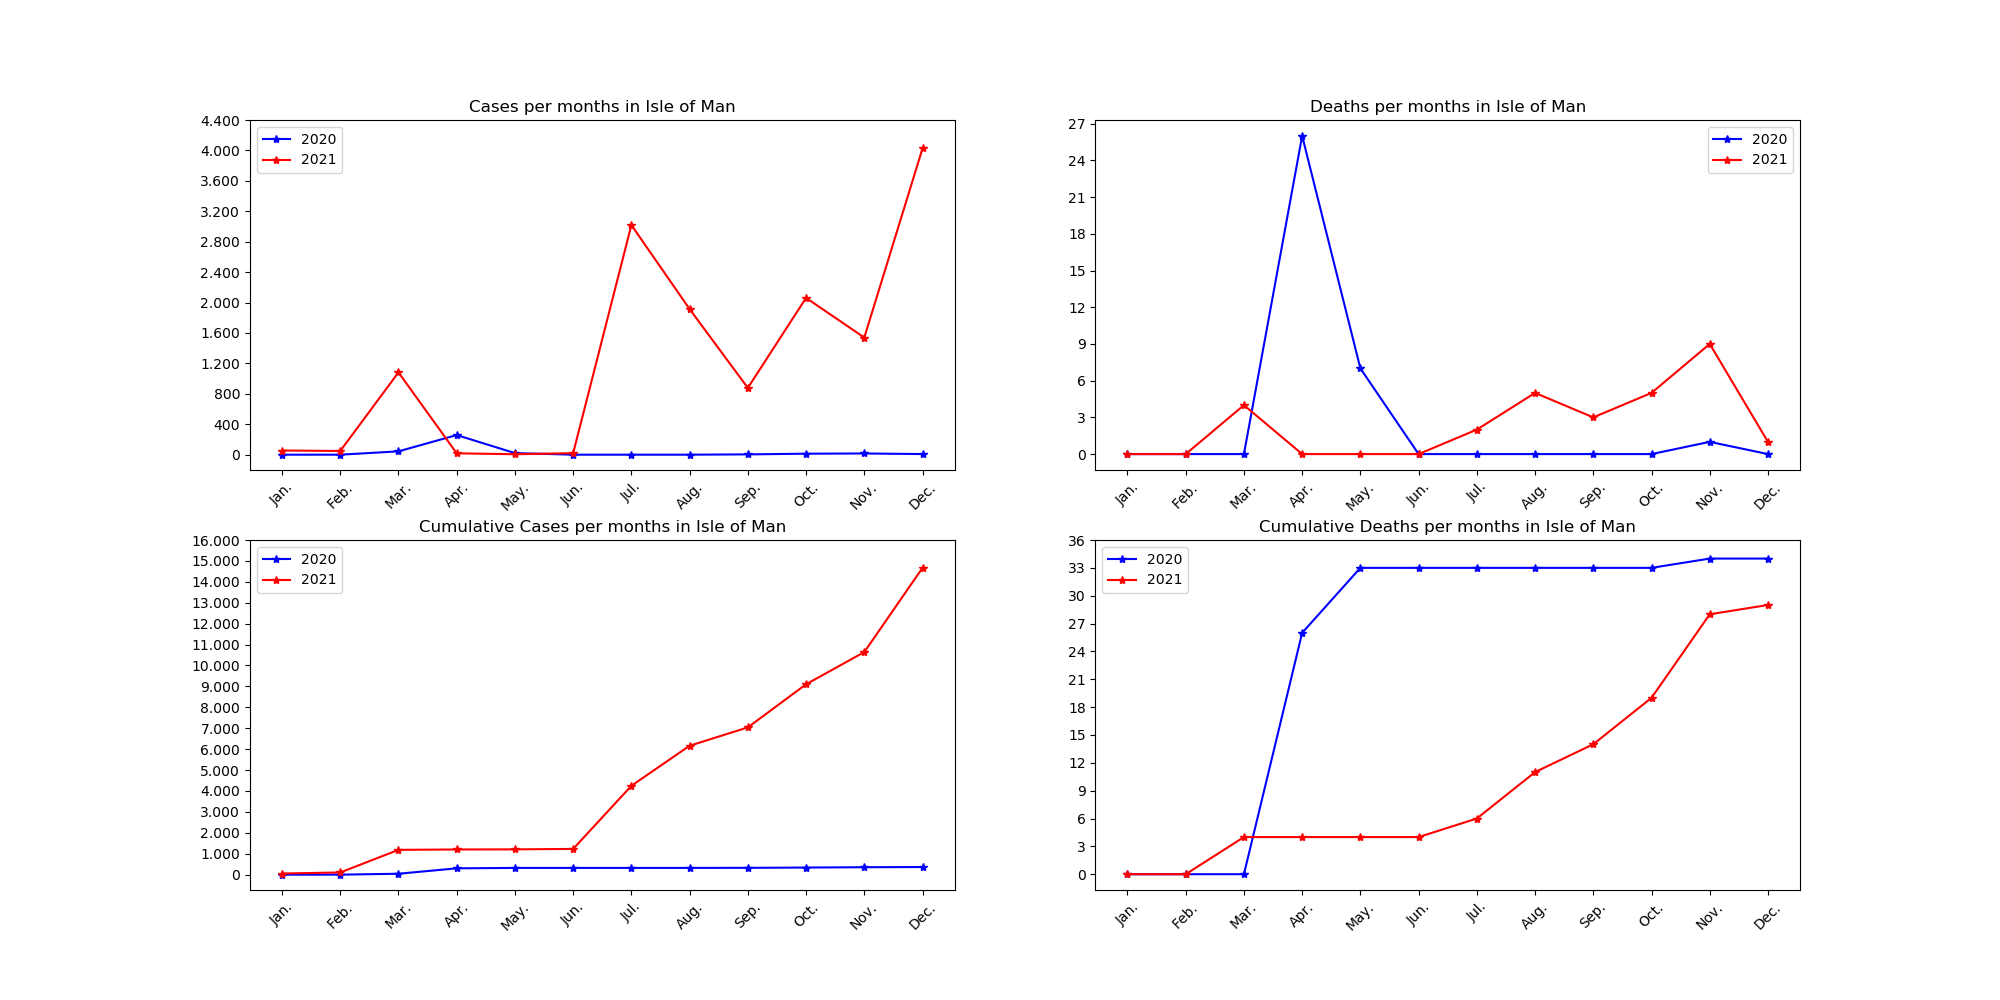 Cases per months in Isle of Man
4.400
4.000
3.600
3.200
2.800
2.400
2.000
1.600
1.200
800
400
0
2020
2021
Jan.
Feb.
Mar.
Apr.
May.
Jun.
Jul.
Aug.
Sep.
Oct.
Nov.
Dec.
Deaths per months in Isle of Man
27
24
21
18
15
12
9
6
3
0
2020
2021
Jan.
Feb.
Mar.
Apr.
May.
Jun.
Jul.
Aug.
Sep.
Oct.
Nov.
Dec.
Cumulative Cases per months in Isle of Man
16.000
15.000
14.000
13.000
12.000
11.000
10.000
9.000
8.000
7.000
6.000
5.000
4.000
3.000
2.000
1.000
0
2020
2021
Jan.
Feb.
Mar.
Apr.
May.
Jun.
Jul.
Aug.
Sep.
Oct.
Nov.
Dec.
Cumulative Deaths per months in Isle of Man
36
33
30
27
24
21
18
15
12
9
6
3
0
2020
2021
Jan.
Feb.
Mar.
Apr.
May.
Jun.
Jul.
Aug.
Sep.
Oct.
Nov.
Dec.